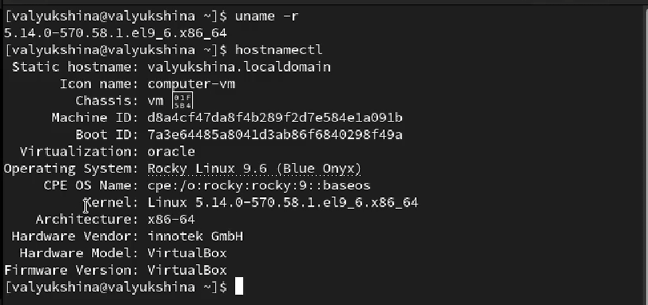 [valyukshina@valyukshina ~]$ uname -r
5.14.0-570.58.1.el9_6.x86_64
[valyukshina@valyukshina ~]$ hostnamectl
Static hostname: valyukshina.localdomain
Icon name: computer-vm
Chassis: vm
Machine ID: d8a4cf47da8f4b289f2d7e584e1a091b
Boot ID: 7a3e64485a8041d3ab86f6840298f49a
Virtualization: oracle
Operating System: Rocky Linux 9.6 (Blue Onyx)
CPE OS Name: cpe:/o:rocky:rocky:9::baseos
Kernel: Linux 5.14.0-570.58.1.el9_6.x86_64
Architecture: x86-64
Hardware Vendor: innotek GmbH
Hardware Model: VirtualBox
Firmware Version: VirtualBox
[valyukshina@valyukshina ~]$